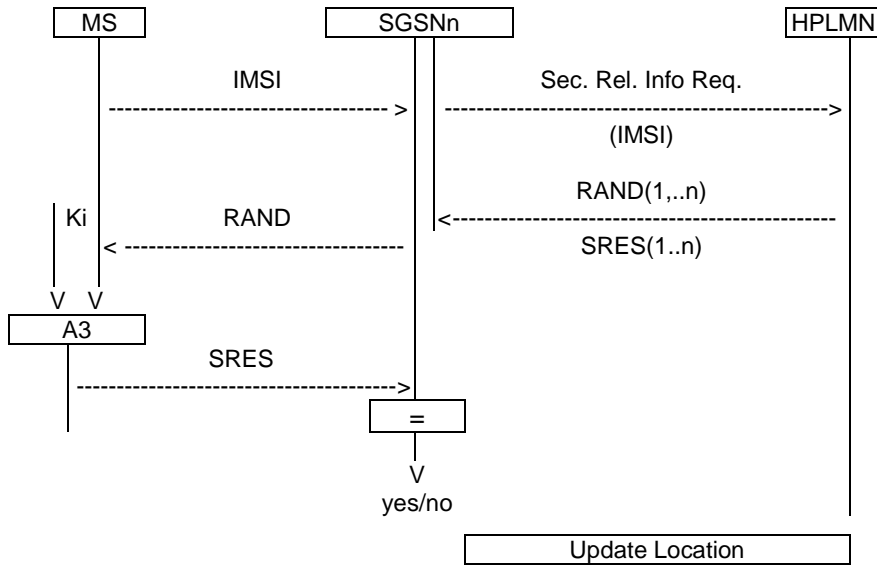 MS SGSNn HPLMN
IMSI Sec. Rel. Info Req.
-----------------------------------> -------------------------------------------------->
(IMSI)
RAND(1,..n)
Ki RAND <--------------------------------------------------
< ----------------------------------- SRES(1..n)
V V
A3
SRES
----------------------------------------->
=
V
yes/no
Update Location